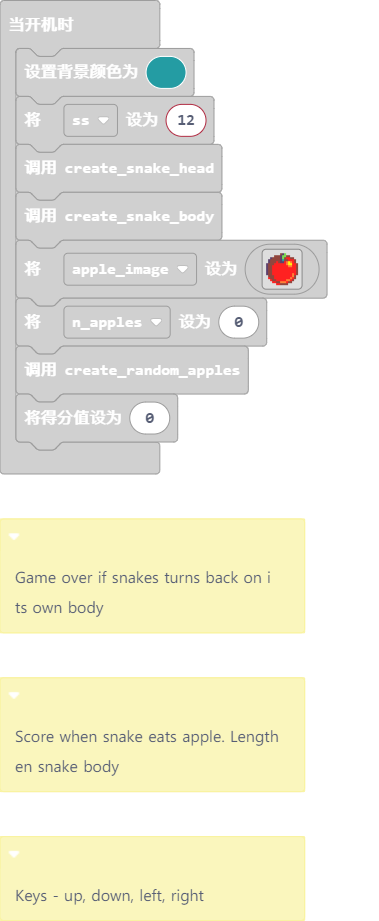 当开机时
设置背景颜色为
将 ss 设为 12
调用 create_snake_head
调用 create_snake_body
将 apple_image 设为
将 n_apples 设为 0
调用 create_random_apples
将得分值设为 0
Game over if snakes turns back on i
ts own body
Score when snake eats apple. Length
en snake body
Keys - up, down, left, right